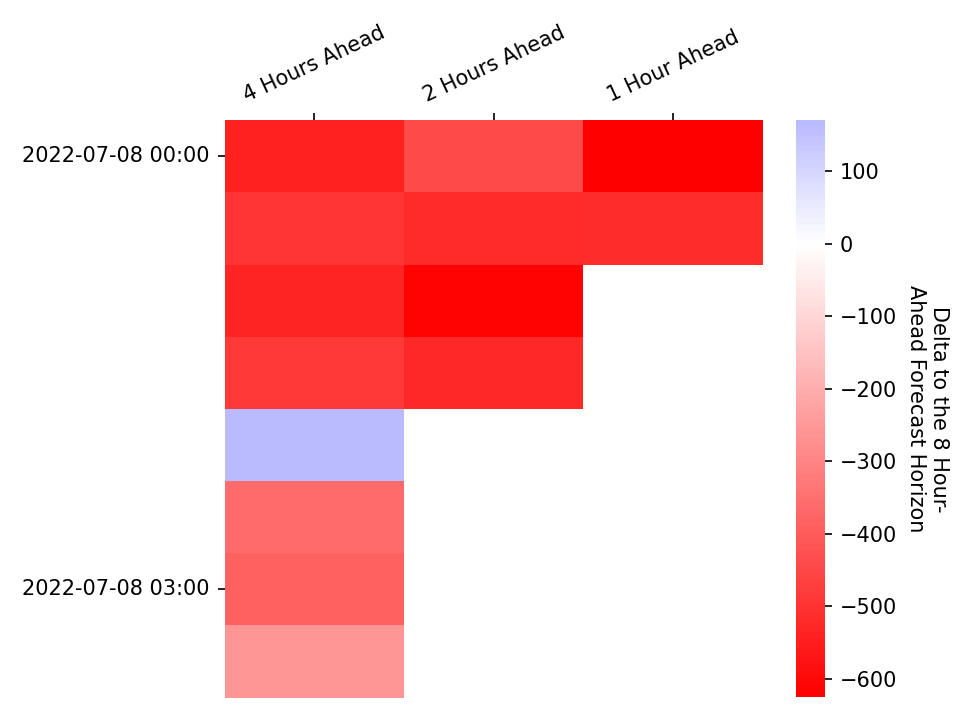 4 Hours Ahead
2 Hours Ahead
1 Hour Ahead
2022-07-08 00:00
2022-07-08 03:00
100
0
−100
−200
−300
−400
−500
−600
Delta to the 8 Hour-
Ahead Forecast Horizon